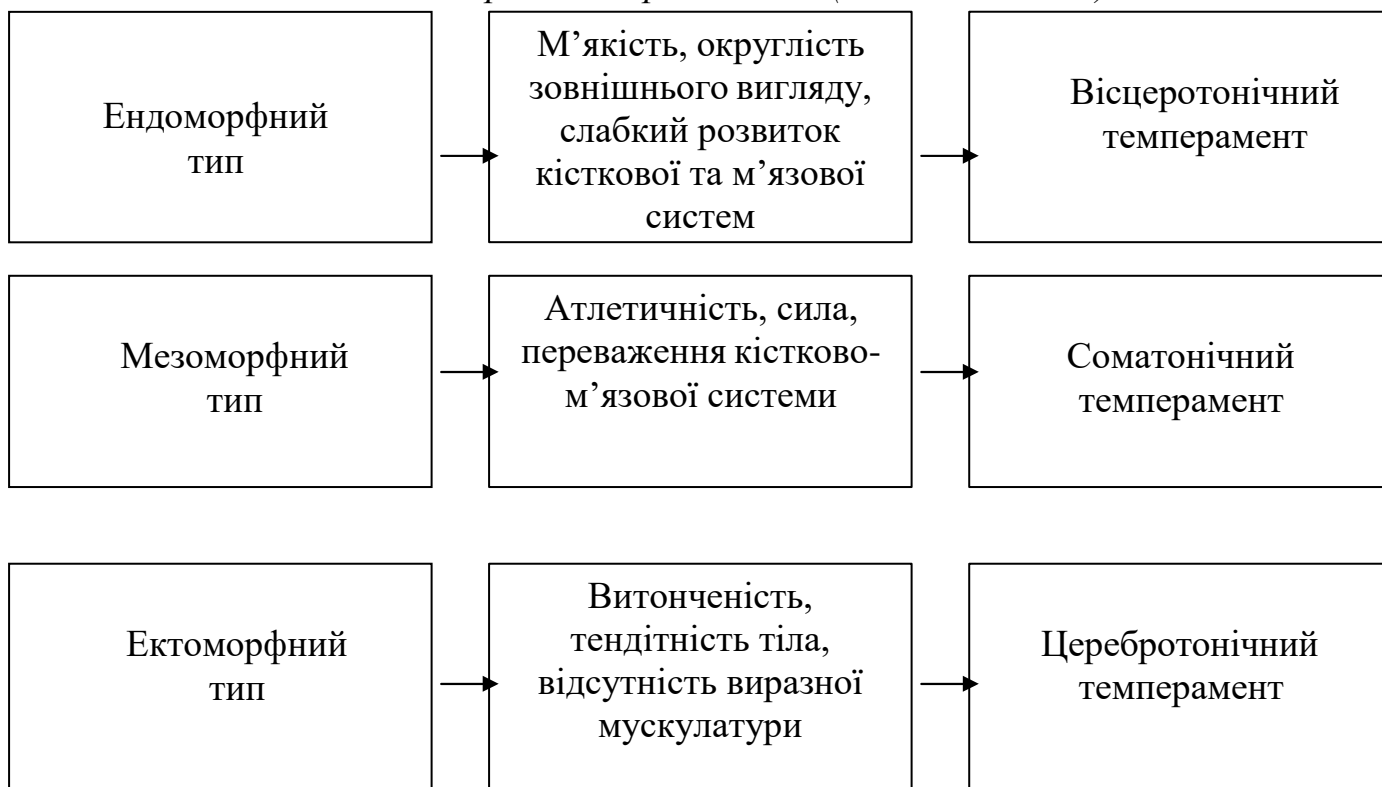 Ендоморфний
тип
М’якість, округлість
зовнішнього вигляду,
слабкий розвиток
кісткової та м’язової
систем
Вісцеротонічний
темперамент
Мезоморфний
тип
Атлетичність, сила,
переваження кістково-
м’язової системи
Соматонічний
темперамент
Ектоморфний
тип
Витонченість,
тендітність тіла,
відсутність виразної
мускулатури
Церебротонічний
темперамент